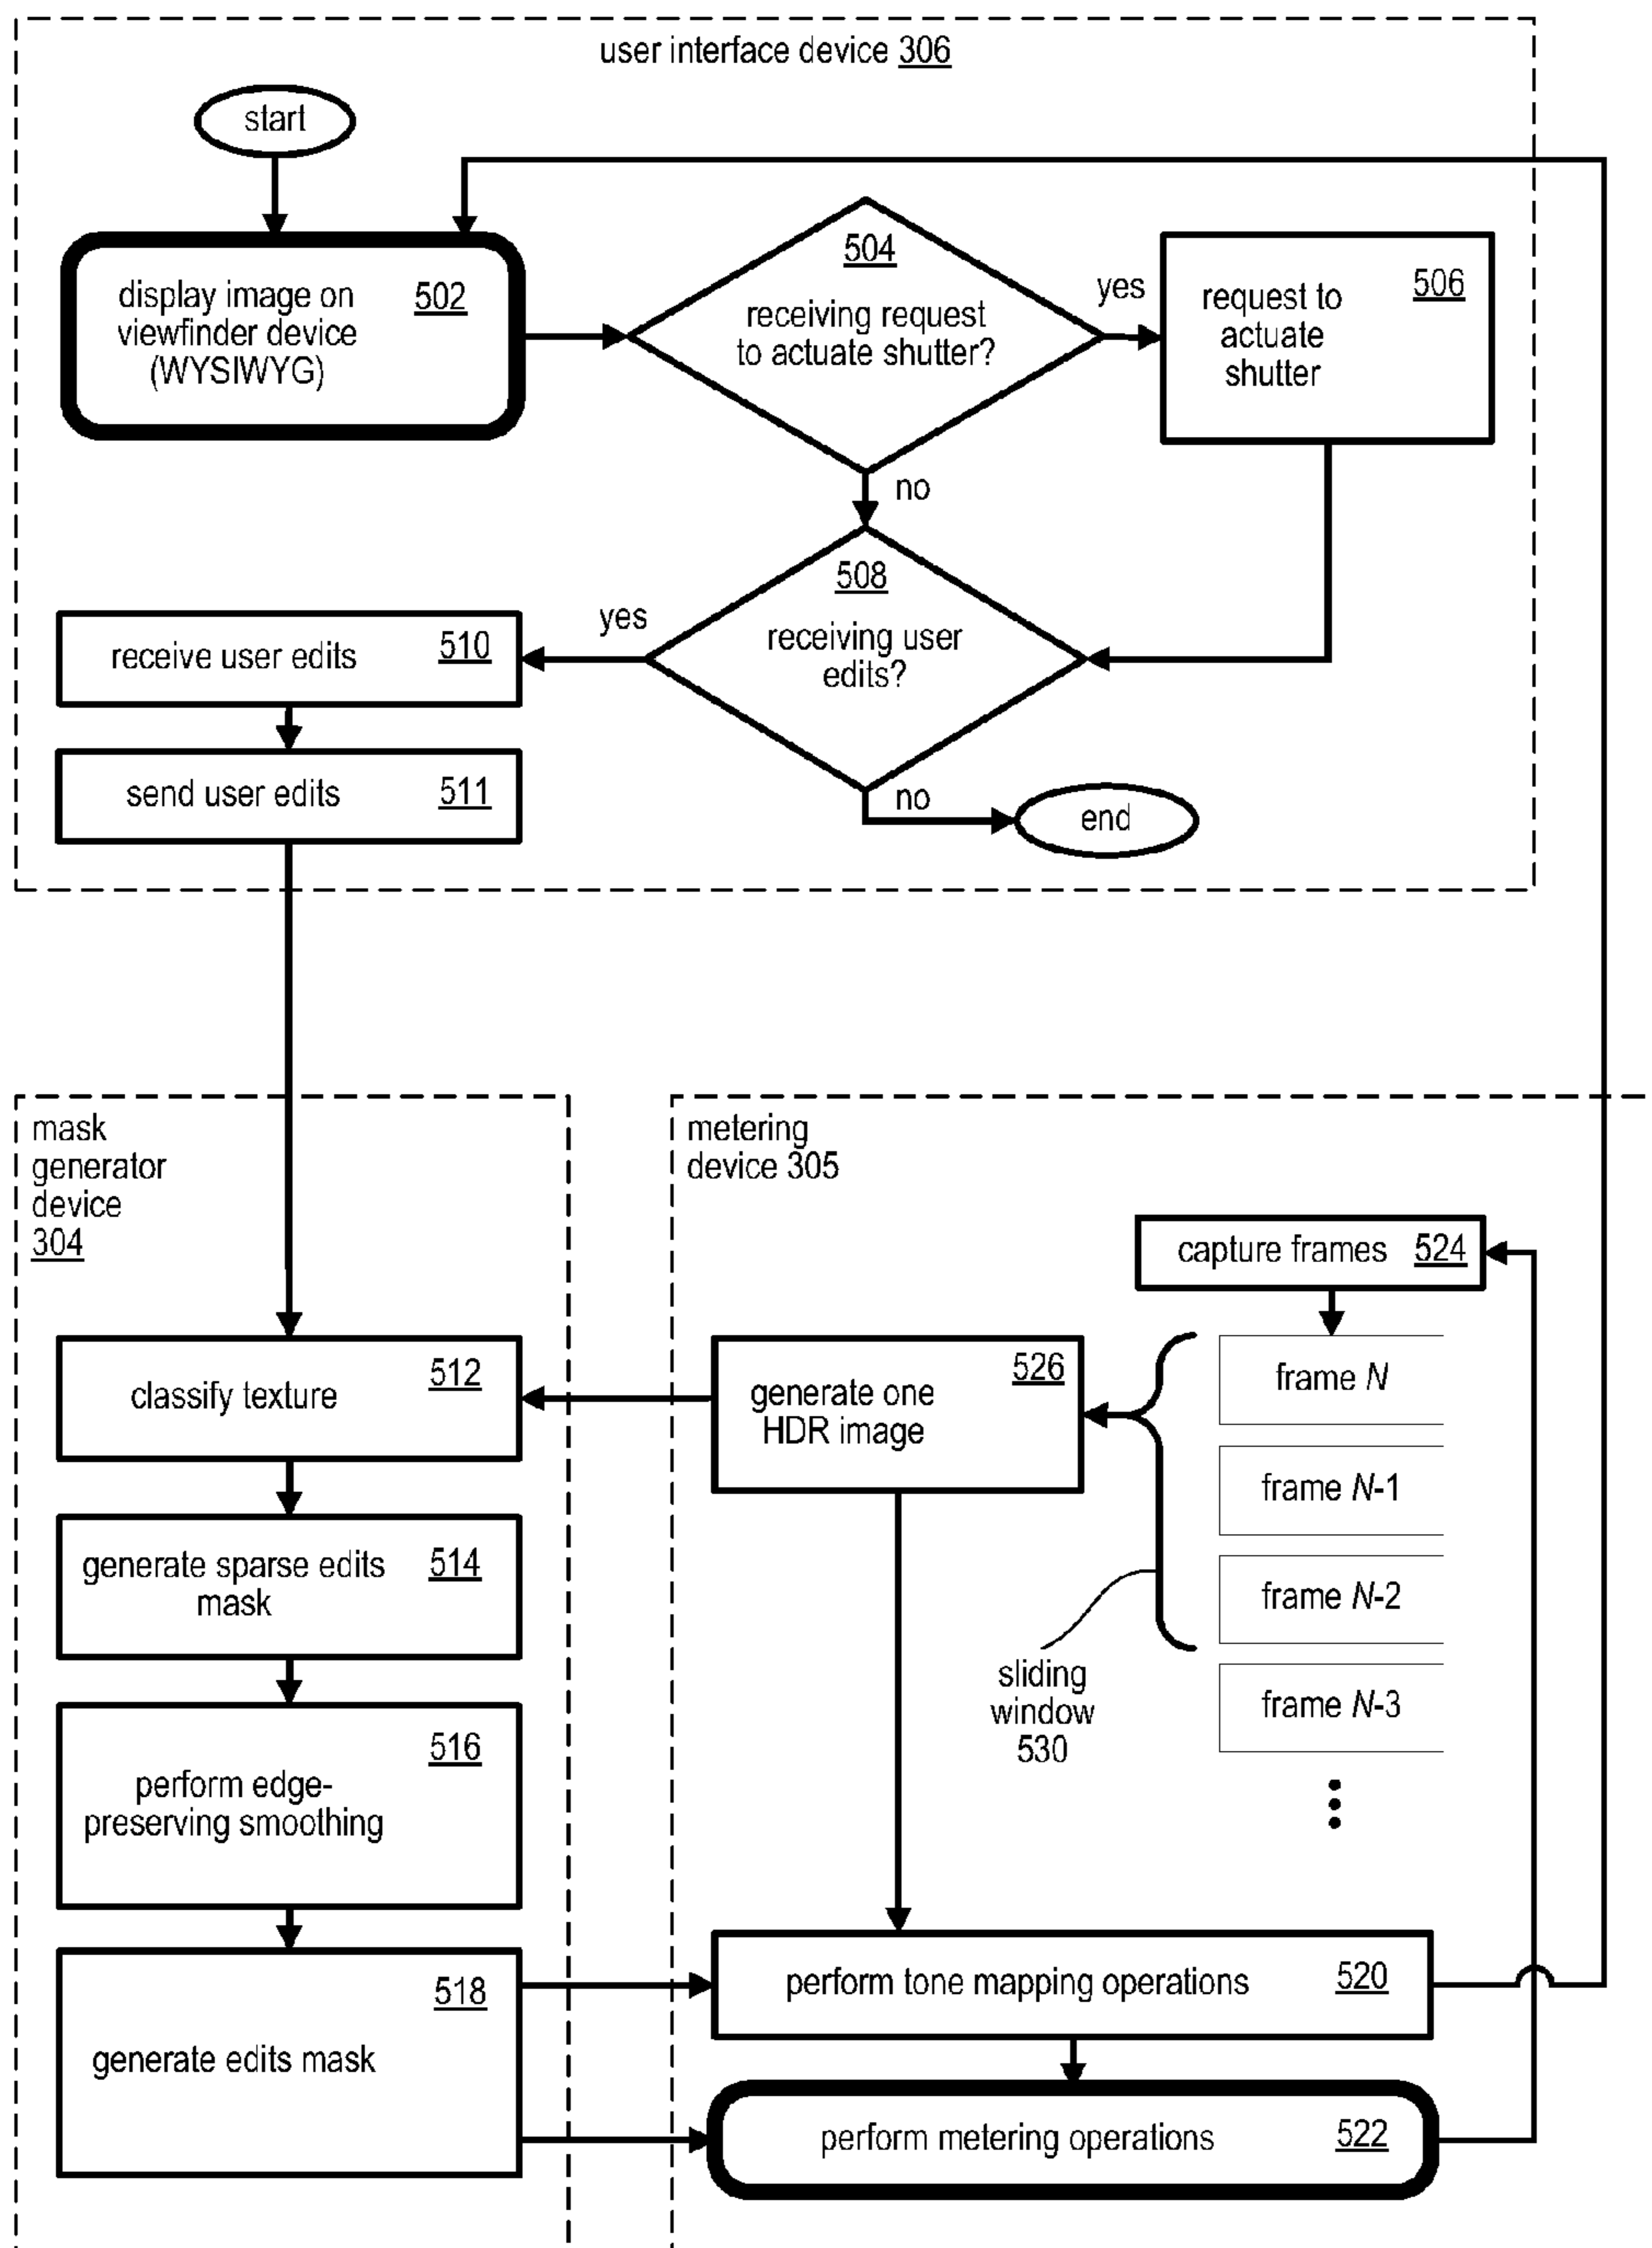 user interface device 306
start
display image on
viewfinder device
(WYSIWYG)
502
504
receiving request
to actuate shutter?
yes
request to
actuate
shutter
506
no
508
receiving user
edits?
yes
receive user edits 510
send user edits 511
no
end
mask
generator
device
304
metering
device 305
capture frames 524
classify texture 512
generate one
HDR image
526
frame N
frame N-1
frame N-2
frame N-3
sliding
window
530
generate sparse edits
mask
514
516
perform edge-
preserving smoothing
518
generate edits mask
perform tone mapping operations 520
perform metering operations 522